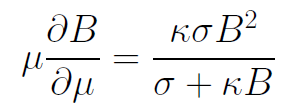 μ ∂B/∂μ = κσB²/(σ + κB)